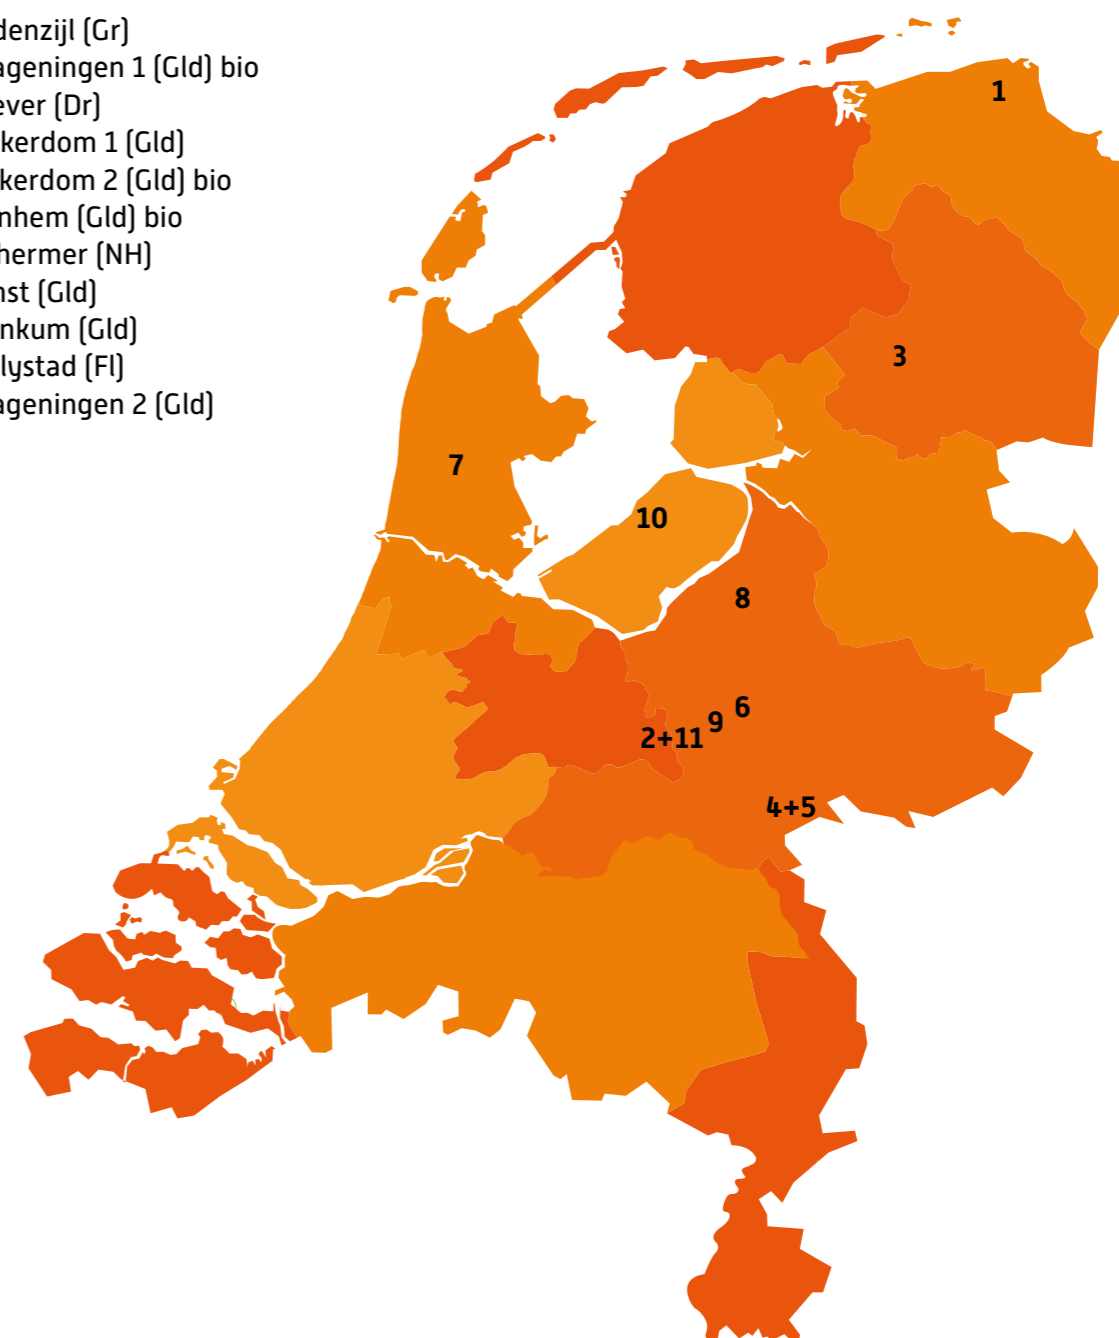 denzijl (Gr)
ageningen 1 (Gld) bio
ever (Dr)
kerdom 1 (Gld)
kerdom 2 (Gld) bio
nhem (Gld) bio
hermer (NH)
nst (Gld)
nkum (Gld)
lystad (Fl)
ageningen 2 (Gld)
1
3
7
10
8
6
9
2+11
4+5